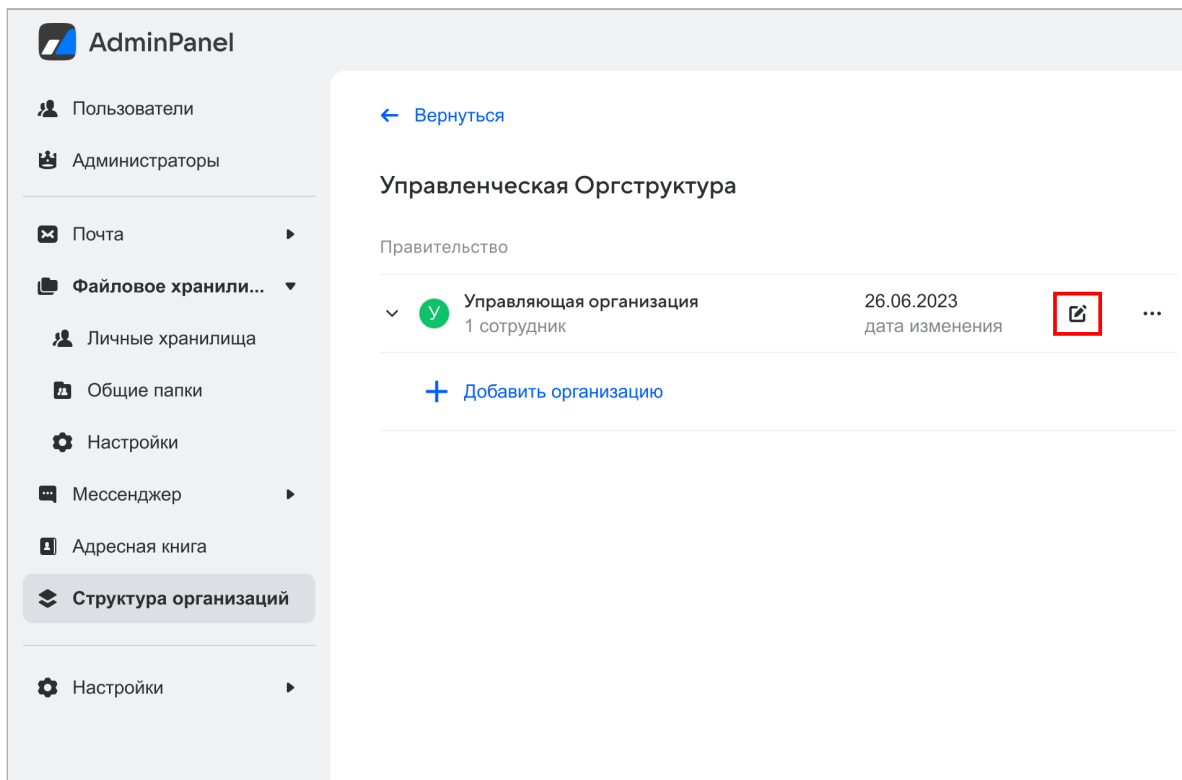 AdminPanel
Пользователи
Администраторы
Почта
Файловое хранили...
Личные хранилища
Общие папки
Настройки
Мессенджер
Адресная книга
Структура организаций
Настройки
Вернуться
Управленческая Оргструктура
Правительство
У
Управляющая организация
1 сотрудник
26.06.2023
дата изменения
Добавить организацию